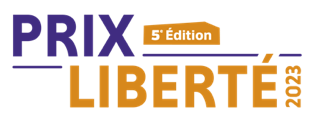 PRIX
5e Édition
LIBERTÉ
2023